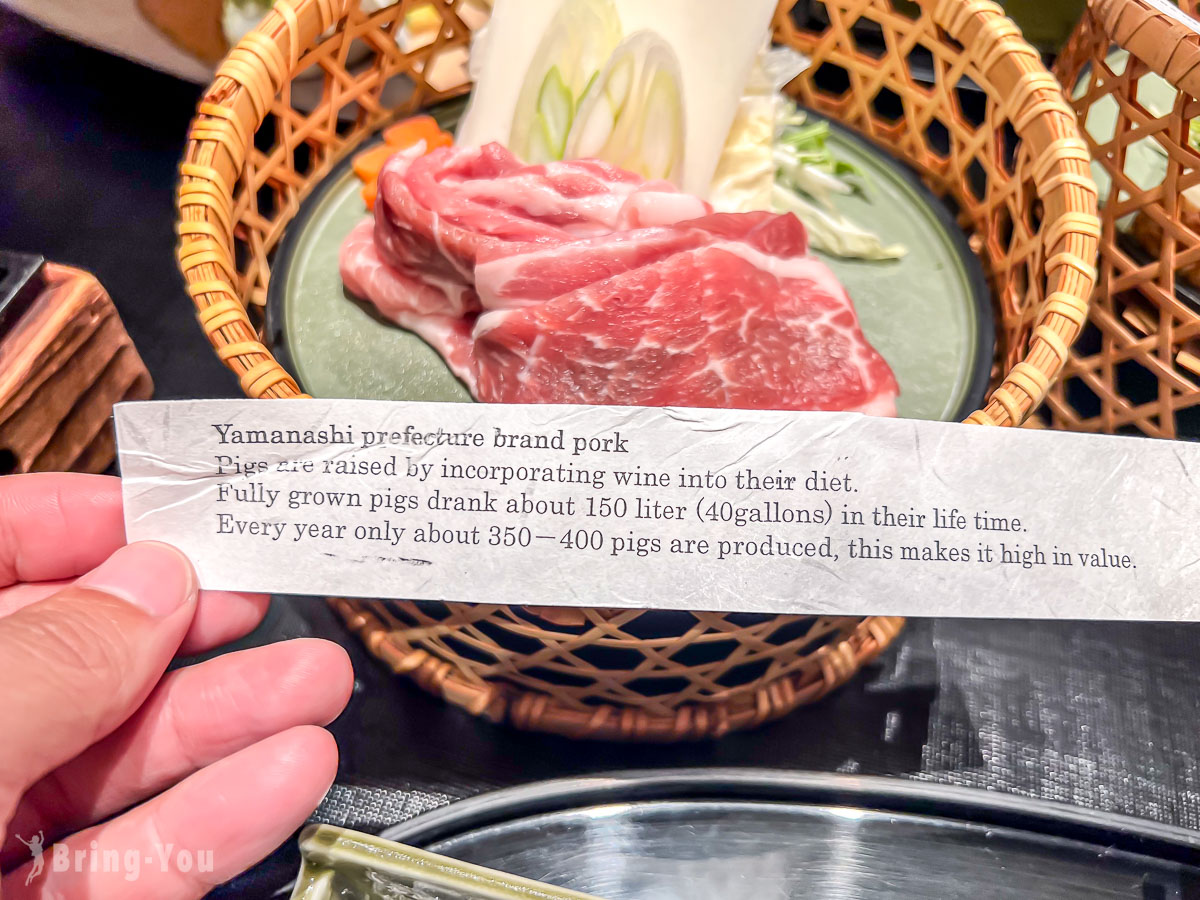 Yamanashi prefecture brand pork
Pigs are raised by incorporating wine into their diet.
Fully grown pigs drank about 150 liter (40gallons) in their life time.
Every year only about 350—400 pigs are produced, this makes it high in value.
Bring-You